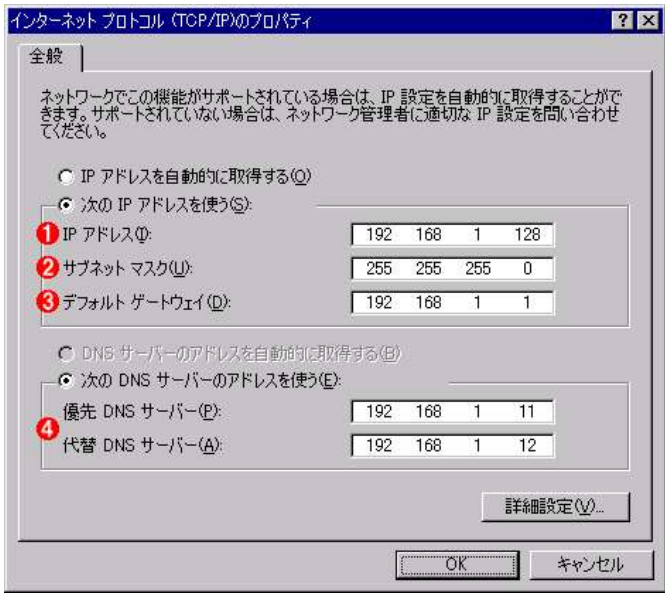 インターネット プロトコル (TCP/IP)のプロパティ
全般
ネットワークでこの機能がサポートされている場合は、IP 設定を自動的に取得することがで
きます。サポートされていない場合は、ネットワーク管理者に適切な IP 設定を問い合わせ
てください。
IP アドレスを自動的に取得する(O)
次の IP アドレスを使う(S):
1 IP アドレス(I): 192 168 1 128
2 サブネット マスク(U): 255 255 255 0
3 デフォルト ゲートウェイ(D): 192 168 1 1
DNS サーバーのアドレスを自動的に取得する(B)
次の DNS サーバーのアドレスを使う(E):
4
優先 DNS サーバー(P): 192 168 1 11
代替 DNS サーバー(A): 192 168 1 12
詳細設定(V)...
OK キャンセル